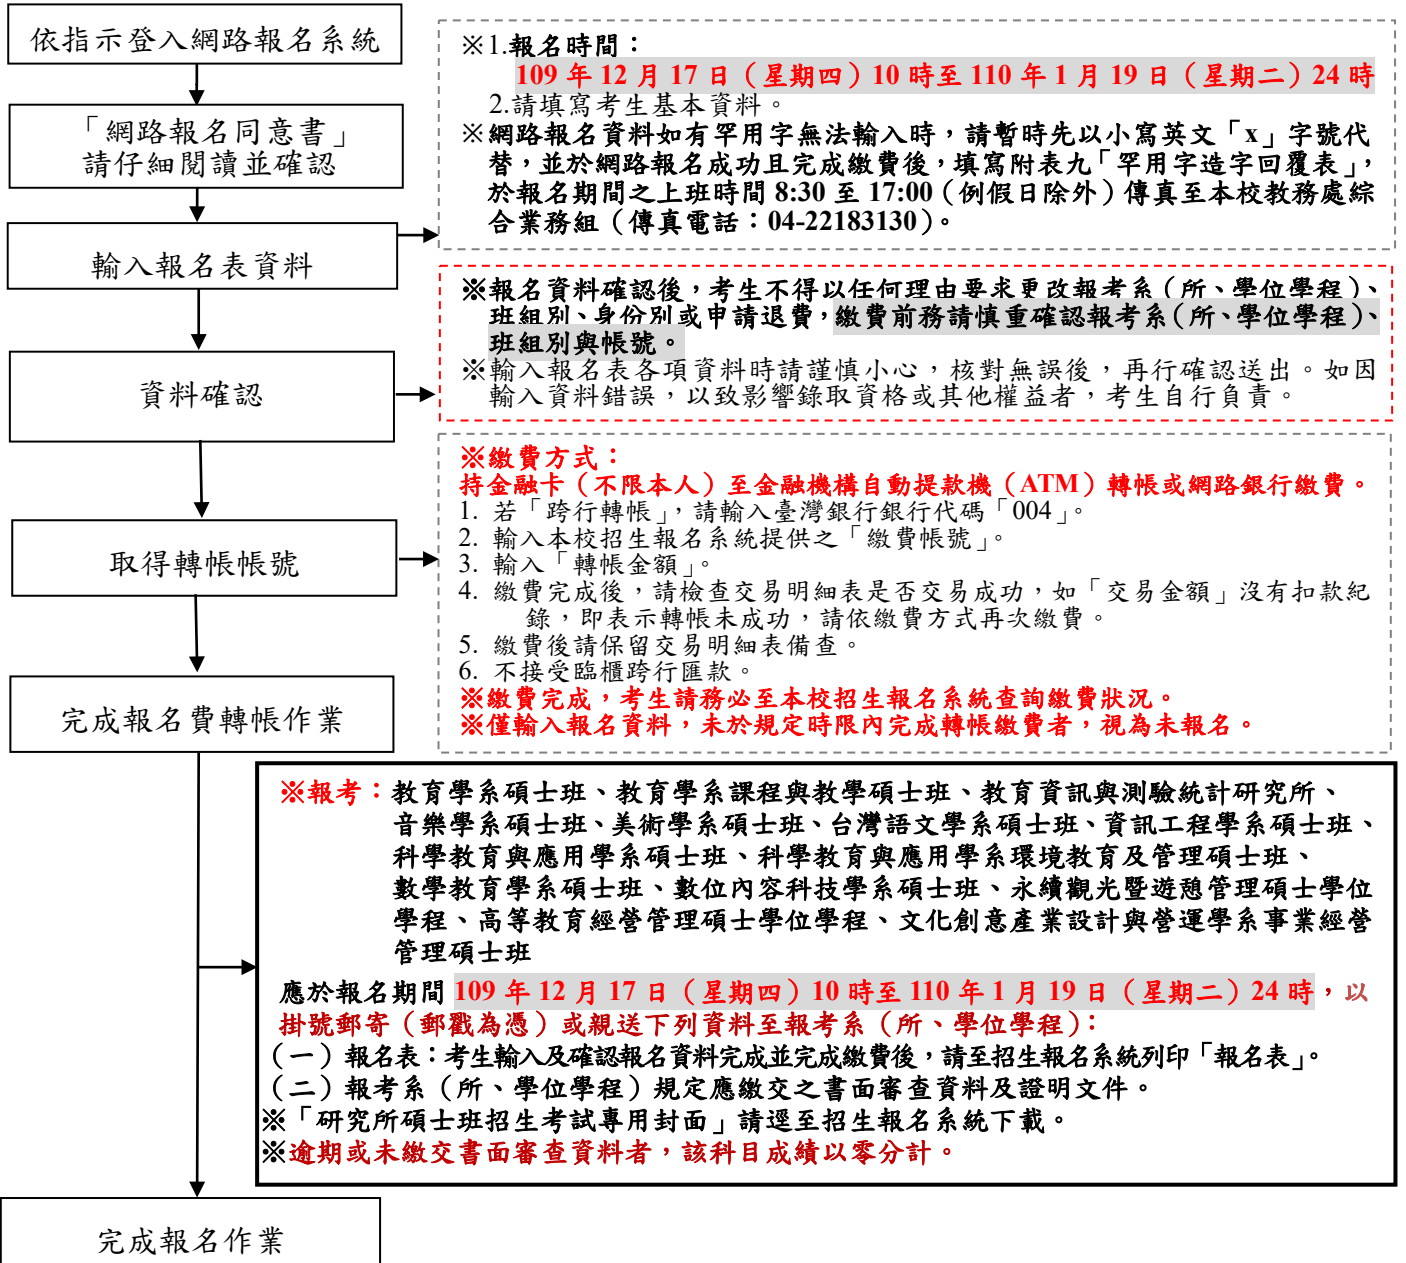 依指示登入網路報名系統
「網路報名同意書」
請仔細閱讀並確認
輸入報名表資料
資料確認
取得轉帳帳號
完成報名費轉帳作業
完成報名作業
※1.報名時間：
109 年 12 月 17 日（星期四）10 時至 110 年 1 月 19 日（星期二）24 時
2.請填寫考生基本資料。
※網路報名資料如有罕用字無法輸入時，請暫時先以小寫英文「x」字號代
替，並於網路報名成功且完成繳費後，填寫附表九「罕用字造字回覆表」，
於報名期間之上班時間 8:30 至 17:00（例假日除外）傳真至本校教務處綜
合業務組（傳真電話：04-22183130）。
※報名資料確認後，考生不得以任何理由要求更改報考系（所、學位學程）、
班組別、身份別或申請退費，繳費前務請慎重確認報考系（所、學位學程）、
班組別與帳號。
※輸入報名表各項資料時請謹慎小心，核對無誤後，再行確認送出。如因
輸入資料錯誤，以致影響錄取資格或其他權益者，考生自行負責。
※繳費方式：
持金融卡（不限本人）至金融機構自動提款機（ATM）轉帳或網路銀行繳費。
1. 若「跨行轉帳」，請輸入臺灣銀行銀行代碼「004」。
2. 輸入本校招生報名系統提供之「繳費帳號」。
3. 輸入「轉帳金額」。
4. 繳費完成後，請檢查交易明細表是否交易成功，如「交易金額」沒有扣款紀
錄，即表示轉帳未成功，請依繳費方式再次繳費。
5. 繳費後請保留交易明細表備查。
6. 不接受臨櫃跨行匯款。
※繳費完成，考生請務必至本校招生報名系統查詢繳費狀況。
※僅輸入報名資料，未於規定時限內完成轉帳繳費者，視為未報名。
※報考：教育學系碩士班、教育學系課程與教學碩士班、教育資訊與測驗統計研究所、
音樂學系碩士班、美術學系碩士班、台灣語文學系碩士班、資訊工程學系碩士班、
科學教育與應用學系碩士班、科學教育與應用學系環境教育及管理碩士班、
數學教育學系碩士班、數位內容科技學系碩士班、永續觀光暨遊憩管理碩士學位
學程、高等教育經營管理碩士學位學程、文化創意產業設計與營運學系事業經營
管理碩士班
應於報名期間 109 年 12 月 17 日（星期四）10 時至 110 年 1 月 19 日（星期二）24 時，以
掛號郵寄（郵戳為憑）或親送下列資料至報考系（所、學位學程）：
（一）報名表：考生輸入及確認報名資料完成並完成繳費後，請至招生報名系統列印「報名表」。
（二）報考系（所、學位學程）規定應繳交之書面審查資料及證明文件。
※「研究所碩士班招生考試專用封面」請逕至招生報名系統下載。
※逾期或未繳交書面審查資料者，該科目成績以零分計。